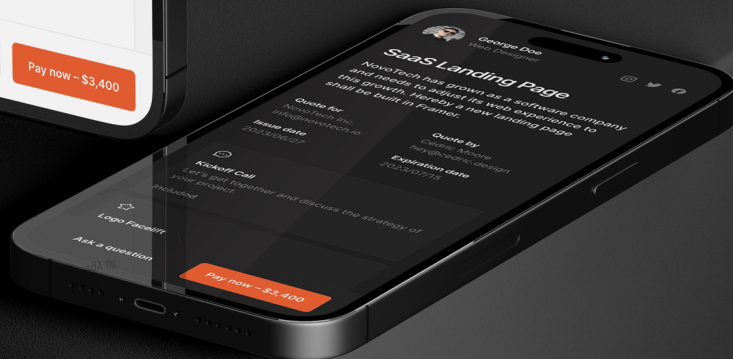 Pay now – $3,400
George Doe
Web Designer
SaaS Landing Page
NovoTech has grown as a software company
and needs to adjust its web experience to
this growth. Hereby a new landing page
shall be built in Framer.
Quote for
NovoTech Inc.
info@novotech.io
Quote by
Cédric Moore
hey@cedric.design
Issue date
2023/06/27
Expiration date
2023/07/15
Kickoff Call
Let's get together and discuss the strategy of
your project.
Included
Logo Facelift
Ask a question
Pay now – $3,400